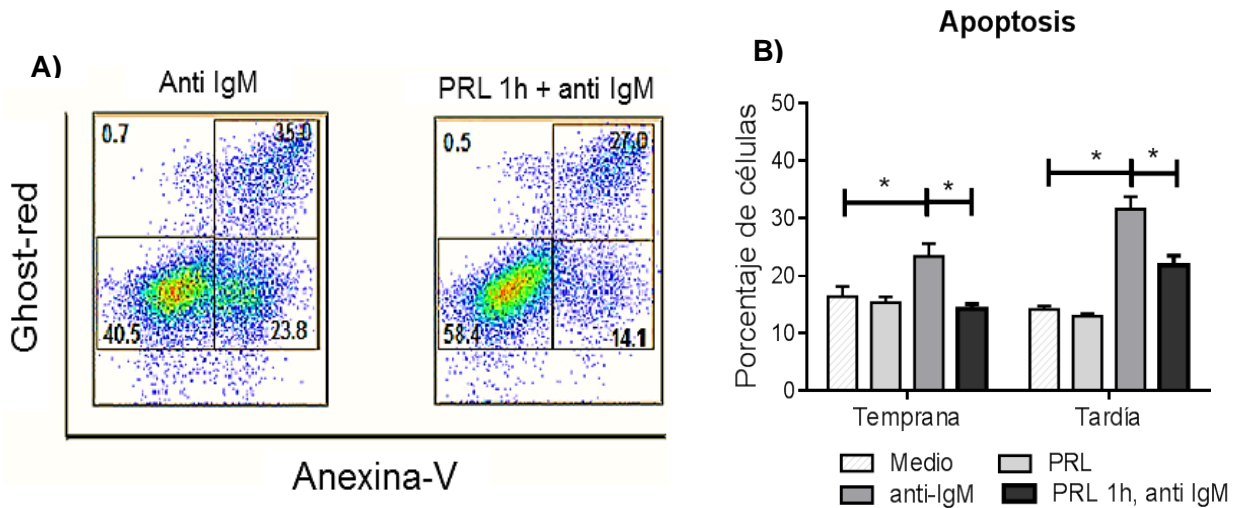 A)
Anti IgM
PRL 1h + anti IgM
0.7
35.0
40.5
23.8
0.5
27.0
58.4
14.1
Ghost-red
Anexina-V
Apoptosis
B)
Porcentaje de células
50
40
30
20
10
0
*
*
*
*
Temprana
Tardía
Medio
PRL
anti-IgM
PRL 1h, anti IgM